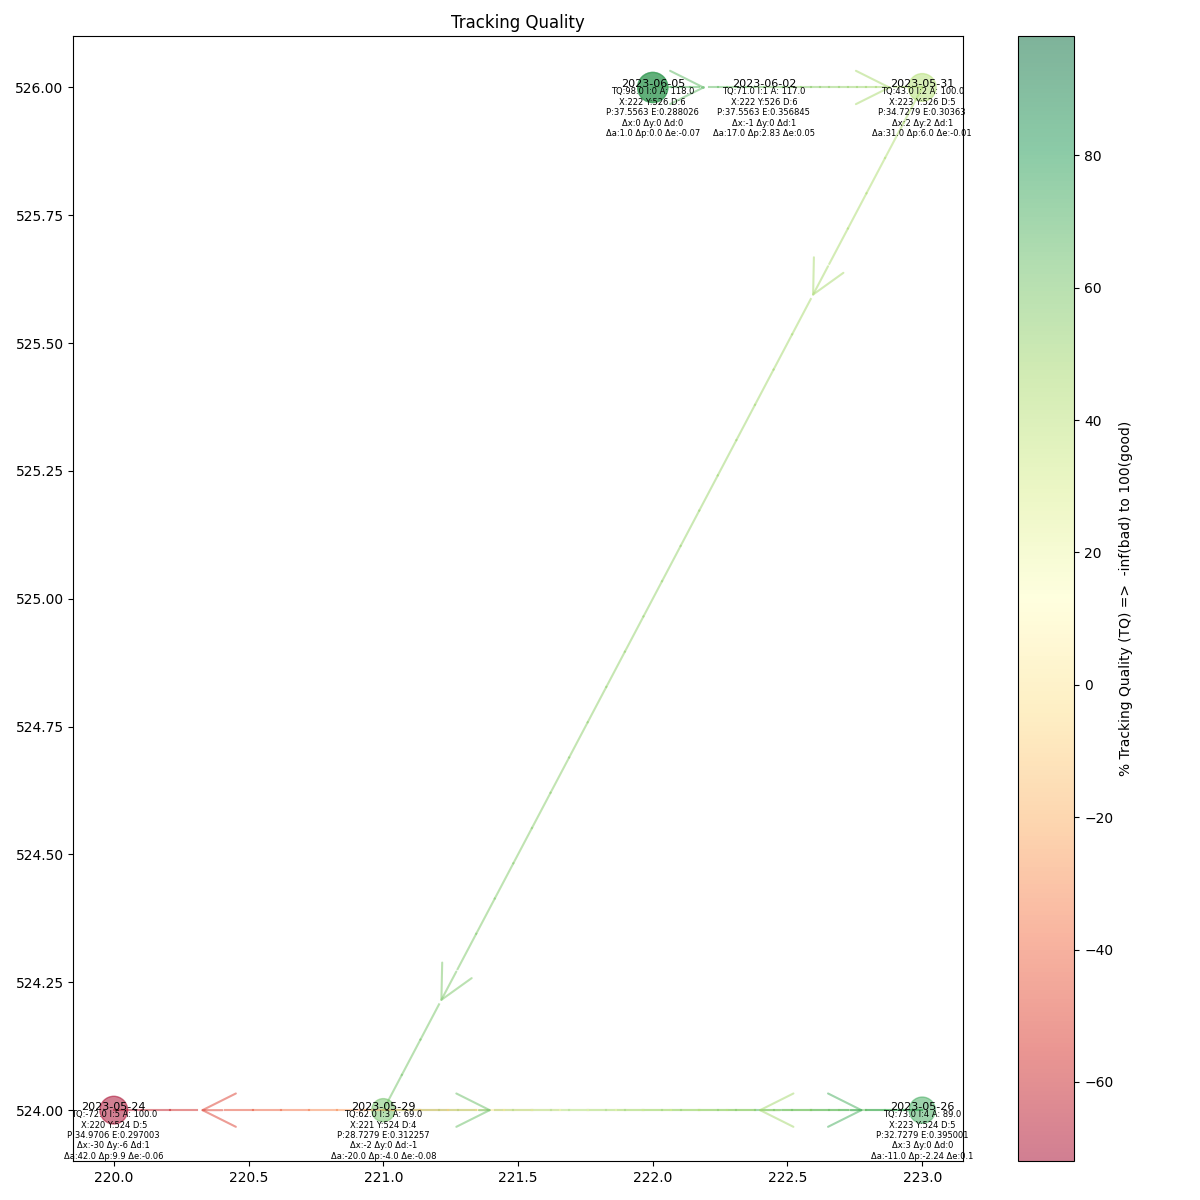 Tracking Quality
526.00
525.75
525.50
525.25
525.00
524.75
524.50
524.25
524.00
2023-06-05
TQ:98.0 I:0 A: 118.0
X:222 Y:526 D:6
P:37.5563 E:0.288026
Δx:0 Δy:0 Δd:0
Δa:1.0 Δp:0.0 Δe:-0.07
2023-06-02
TQ:71.0 I:1 A: 117.0
X:222 Y:526 D:6
P:37.5563 E:0.356845
Δx:-1 Δy:0 Δd:1
Δa:17.0 Δp:2.83 Δe:0.05
2023-05-31
TQ:43.0 I:2 A: 100.0
X:223 Y:526 D:5
P:34.7279 E:0.30363
Δx:2 Δy:2 Δd:1
Δa:31.0 Δp:6.0 Δe:-0.01
2023-05-24
TQ:-72.0 I:5 A: 100.0
X:220 Y:524 D:5
P:34.9706 E:0.297003
Δx:-30 Δy:-6 Δd:1
Δa:42.0 Δp:9.9 Δe:-0.06
2023-05-29
TQ:62.0 I:3 A: 69.0
X:221 Y:524 D:4
P:28.7279 E:0.312257
Δx:-2 Δy:0 Δd:-1
Δa:-20.0 Δp:-4.0 Δe:-0.08
2023-05-26
TQ:73.0 I:4 A: 89.0
X:223 Y:524 D:5
P:32.7279 E:0.395001
Δx:3 Δy:0 Δd:0
Δa:-11.0 Δp:-2.24 Δe:0.1
220.0 220.5 221.0 221.5 222.0 222.5 223.0
80
60
40
20
0
−20
−40
−60
% Tracking Quality (TQ) =>  -inf(bad) to 100(good)